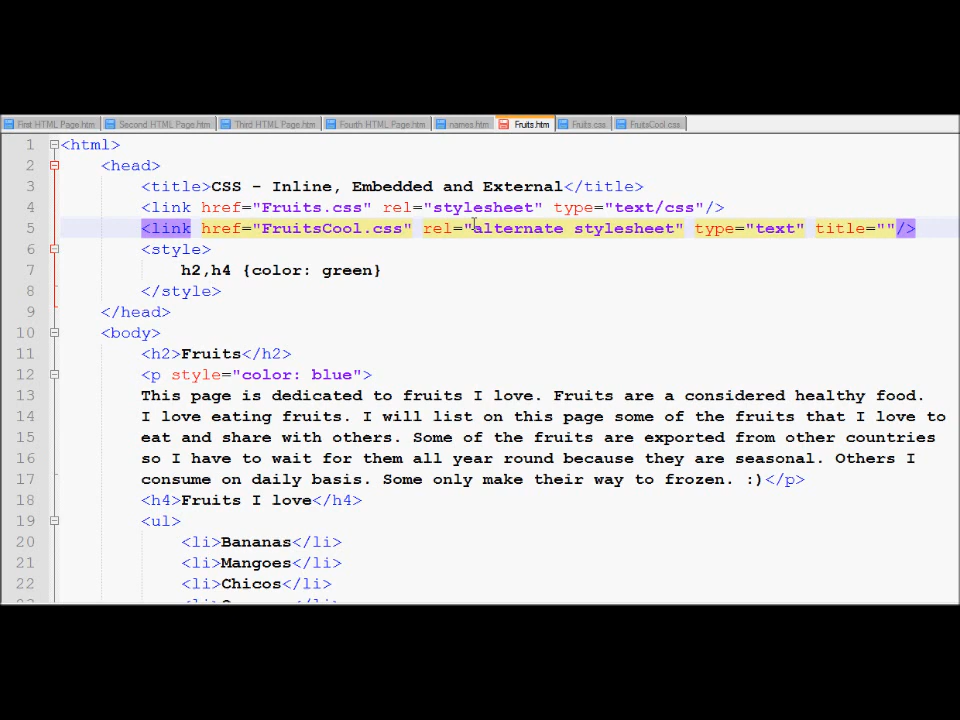 First HTML Page.htm Second HTML Page.htm Third HTML Page.htm Fourth HTML Page.htm names.htm Fruits.htm Fruits.css FruitsCool.css
1 <html>
2 <head>
3 <title>CSS - Inline, Embedded and External</title>
4 <link href="Fruits.css" rel="stylesheet" type="text/css"/>
5 <link href="FruitsCool.css" rel="alternate stylesheet" type="text" title=""/>
6 <style>
7 h2,h4 {color: green}
8 </style>
9 </head>
10 <body>
11 <h2>Fruits</h2>
12 <p style="color: blue">
13 This page is dedicated to fruits I love. Fruits are a considered healthy food.
14 I love eating fruits. I will list on this page some of the fruits that I love to
15 eat and share with others. Some of the fruits are exported from other countries
16 so I have to wait for them all year round because they are seasonal. Others I
17 consume on daily basis. Some only make their way to frozen. :)</p>
18 <h4>Fruits I love</h4>
19 <ul>
20 <li>Bananas</li>
21 <li>Mangoes</li>
22 <li>Chicos</li>